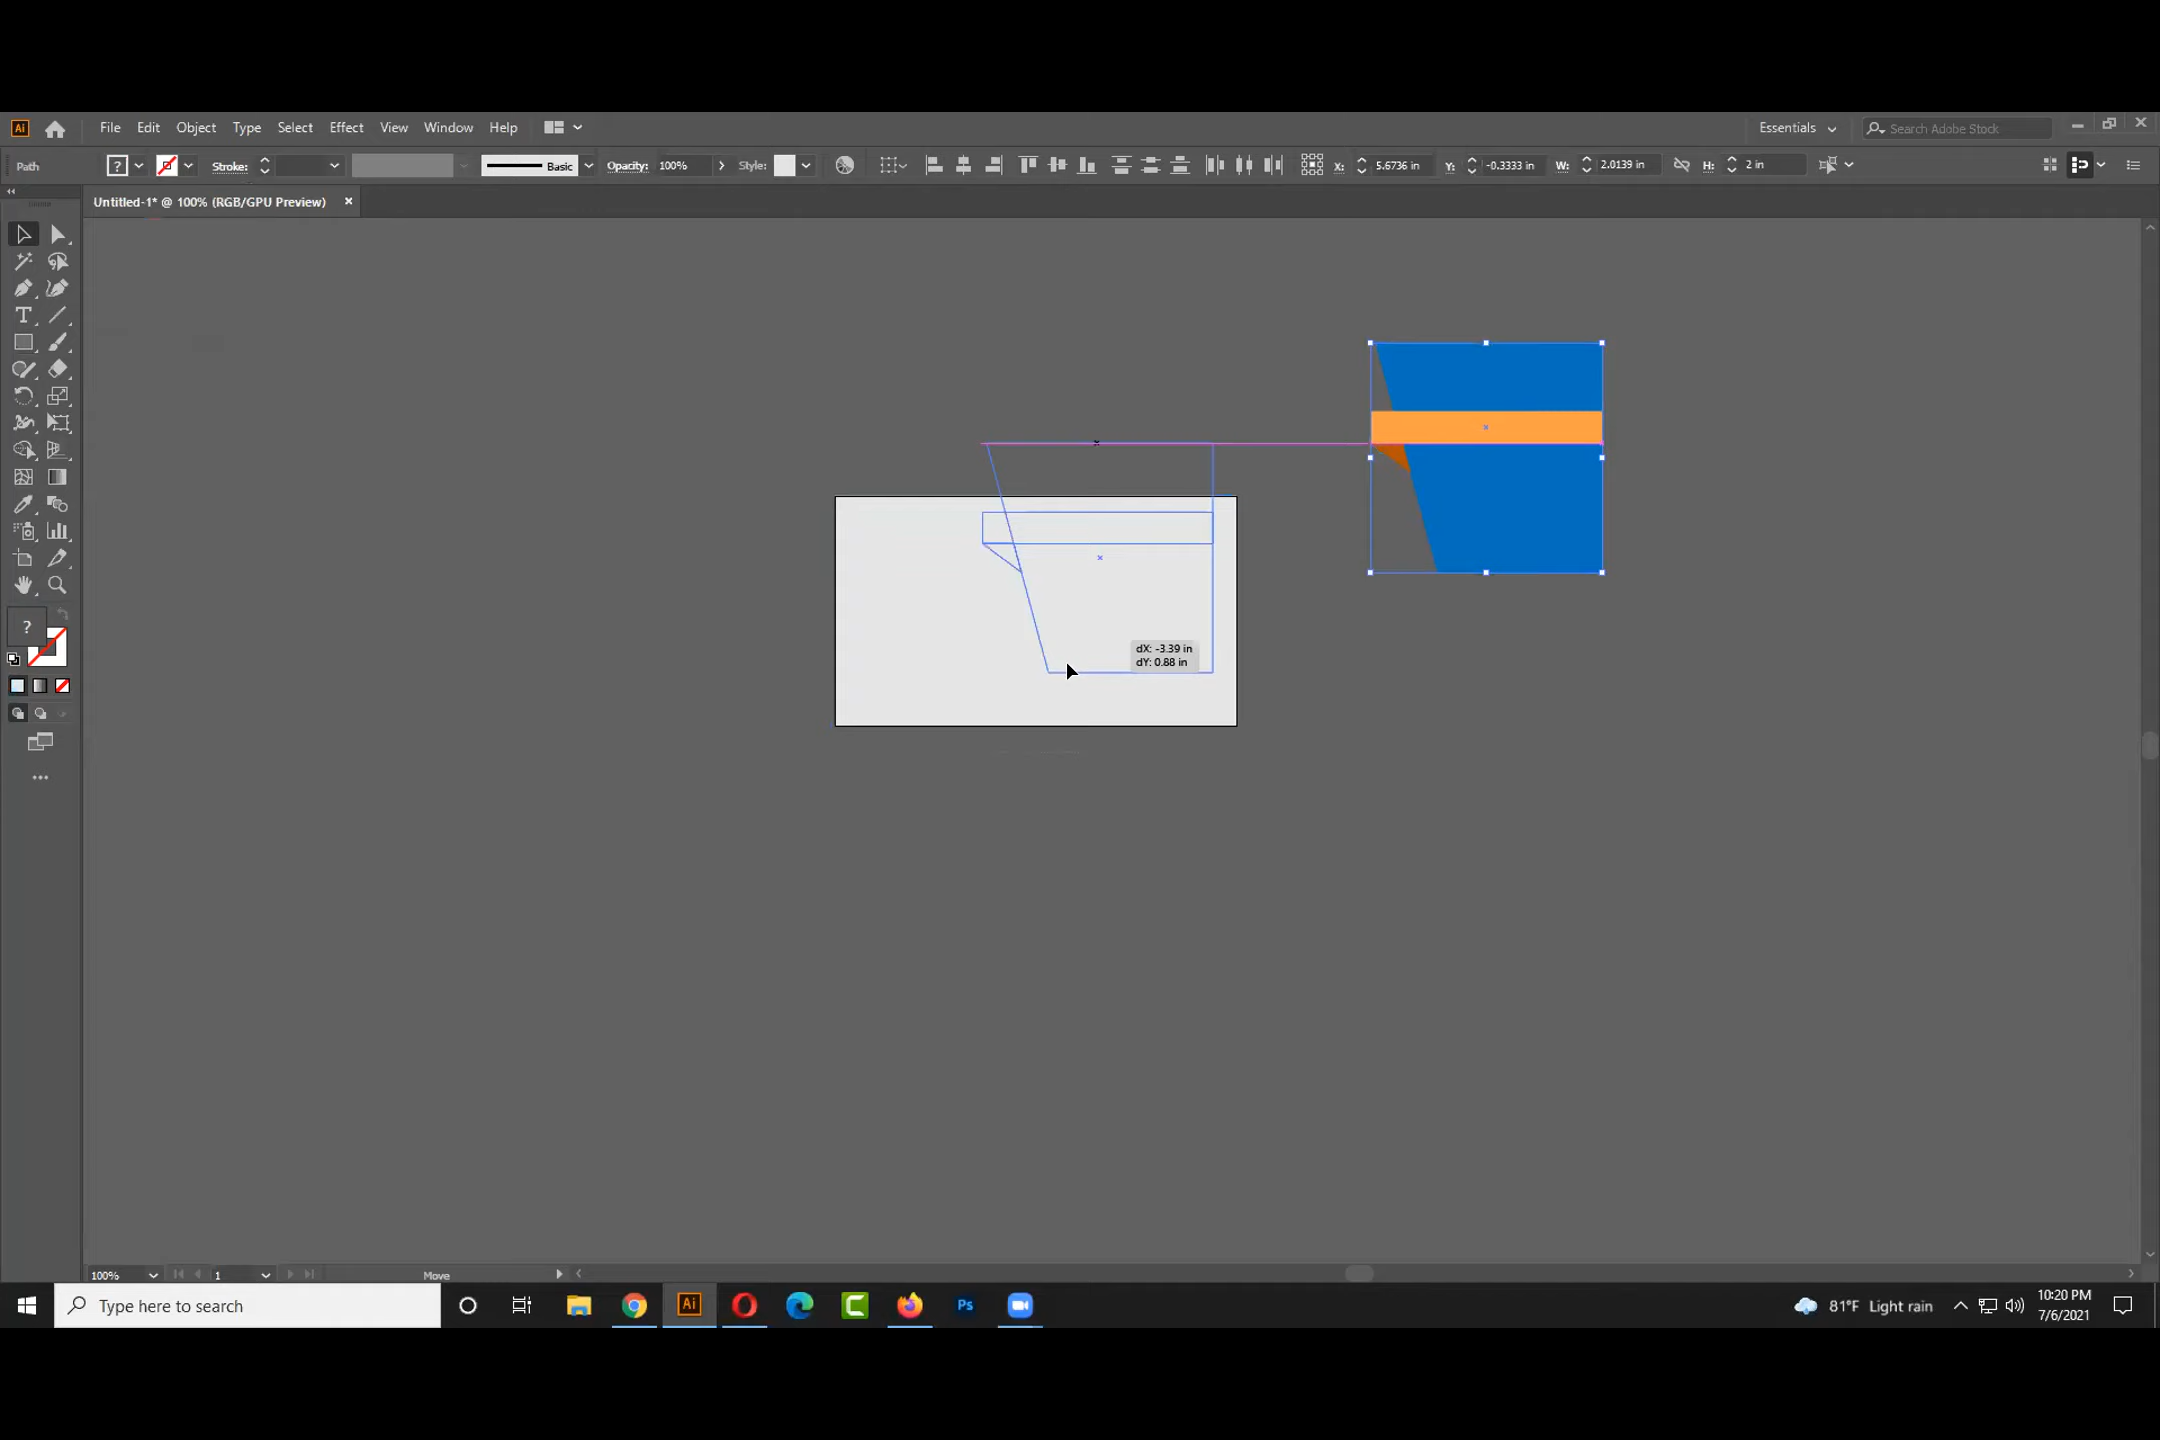 Ai File Edit Object Type Select Effect View Window Help Essentials Search Adobe Stock
Path ? Stroke: Basic Opacity: 100% Style: X: 5.6736 in Y: -0.3333 in W: 2.0139 in H: 2 in
Untitled-1* @ 100% (RGB/GPU Preview)
T
?
dX: -3.39 in
dY: 0.88 in
100% 1 Move
Type here to search Ai Ps 81°F Light rain 10:20 PM
7/6/2021